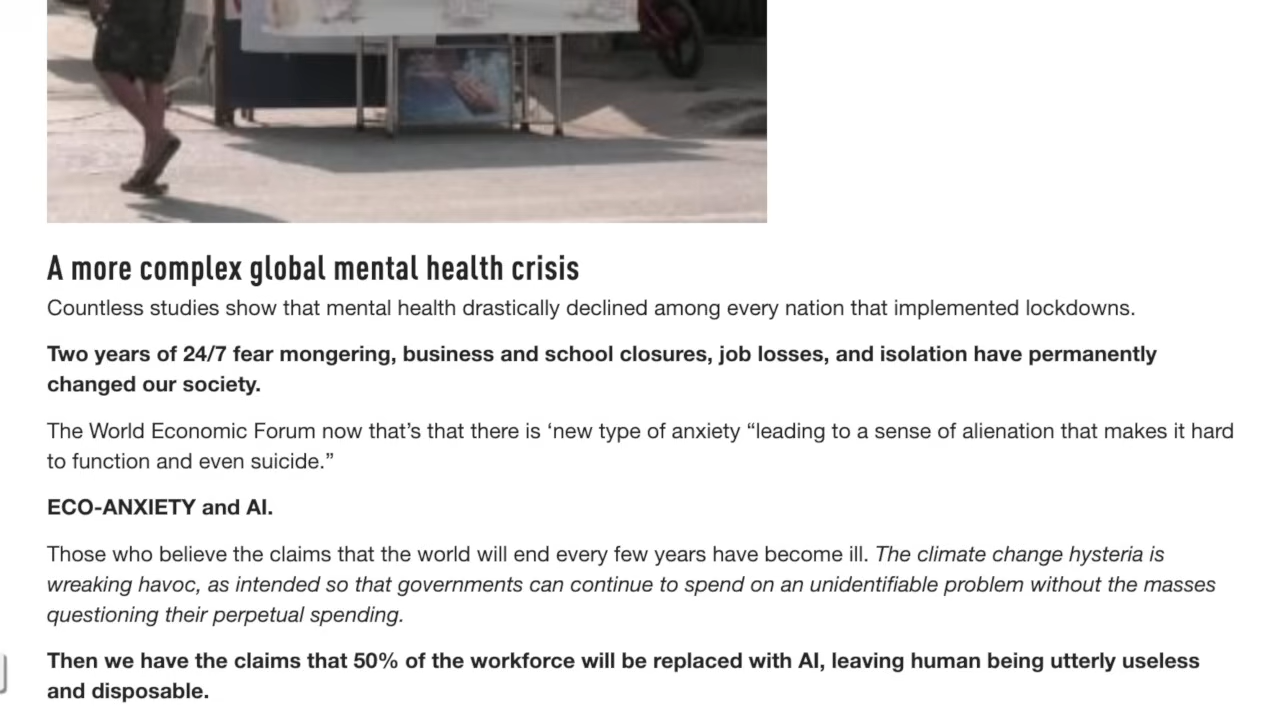 A more complex global mental health crisis
Countless studies show that mental health drastically declined among every nation that implemented lockdowns.
Two years of 24/7 fear mongering, business and school closures, job losses, and isolation have permanently
changed our society.
The World Economic Forum now that’s that there is ‘new type of anxiety “leading to a sense of alienation that makes it hard
to function and even suicide.”
ECO-ANXIETY and AI.
Those who believe the claims that the world will end every few years have become ill. The climate change hysteria is
wreaking havoc, as intended so that governments can continue to spend on an unidentifiable problem without the masses
questioning their perpetual spending.
Then we have the claims that 50% of the workforce will be replaced with AI, leaving human being utterly useless
and disposable.